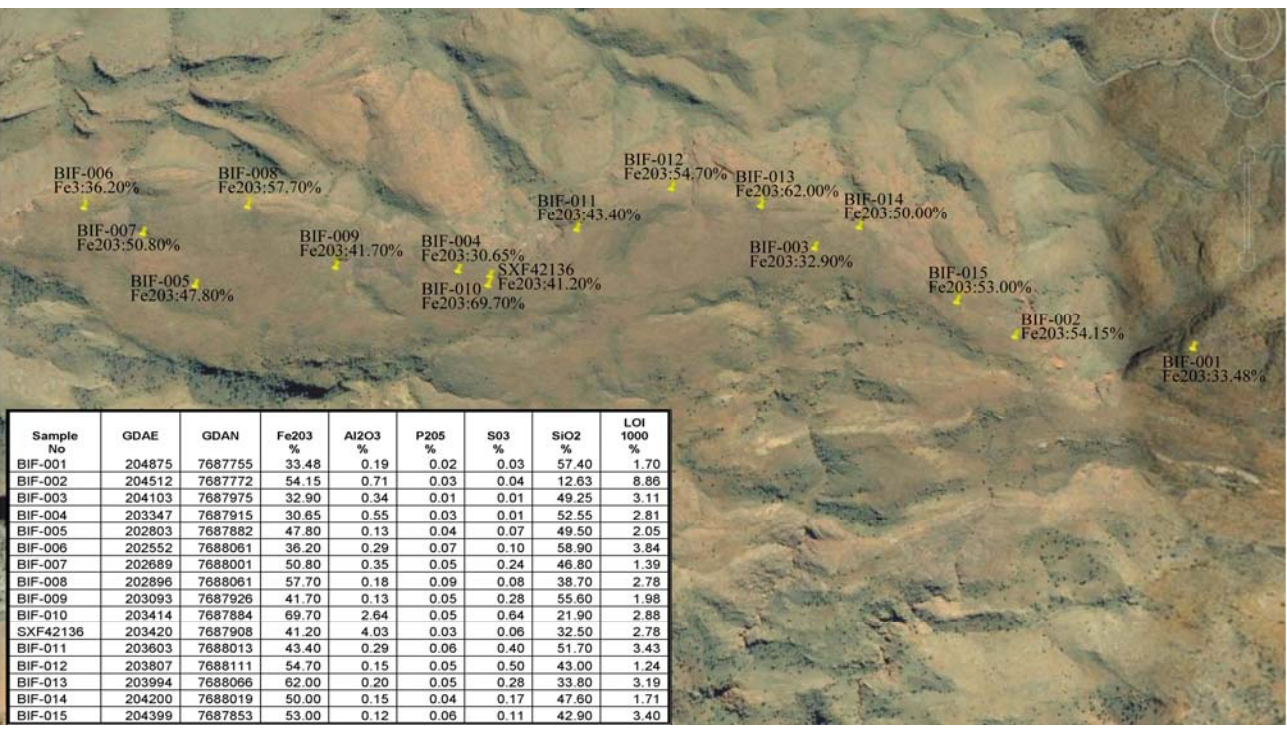 BIF-006
Fe3:36.20%
BIF-008
Fe203:57.70%
BIF-012
Fe203:54.70%
BIF-013
Fe203:62.00%
BIF-011
Fe203:43.40%
BIF-014
Fe203:50.00%
BIF-007
Fe203:50.80%
BIF-009
Fe203:41.70%
BIF-004
Fe203:30.65%
BIF-003
Fe203:32.90%
SXF42136
Fe203:41.20%
BIF-005
Fe203:47.80%
BIF-010
Fe203:69.70%
BIF-015
Fe203:53.00%
BIF-002
Fe203:54.15%
BIF-001
Fe203:33.48%
Sample No GDAE GDAN Fe203 % Al2O3 % P205 % S03 % SiO2 % LOI 1000 %
BIF-001 204875 7687755 33.48 0.19 0.02 0.03 57.40 1.70
BIF-002 204512 7687772 54.15 0.71 0.03 0.04 12.63 8.86
BIF-003 204103 7687975 32.90 0.34 0.01 0.01 49.25 3.11
BIF-004 203347 7687915 30.65 0.55 0.03 0.01 52.55 2.81
BIF-005 202803 7687882 47.80 0.13 0.04 0.07 49.50 2.05
BIF-006 202552 7688061 36.20 0.29 0.07 0.10 58.90 3.84
BIF-007 202689 7688001 50.80 0.35 0.05 0.24 46.80 1.39
BIF-008 202896 7688061 57.70 0.18 0.09 0.08 38.70 2.78
BIF-009 203093 7687926 41.70 0.13 0.05 0.28 55.60 1.98
BIF-010 203414 7687884 69.70 2.64 0.05 0.64 21.90 2.88
SXF42136 203420 7687908 41.20 4.03 0.03 0.06 32.50 2.78
BIF-011 203603 7688013 43.40 0.29 0.06 0.40 51.70 3.43
BIF-012 203807 7688111 54.70 0.15 0.05 0.50 43.00 1.24
BIF-013 203994 7688066 62.00 0.20 0.05 0.28 33.80 3.19
BIF-014 204200 7688019 50.00 0.15 0.04 0.17 47.60 1.71
BIF-015 204399 7687853 53.00 0.12 0.06 0.11 42.90 3.40